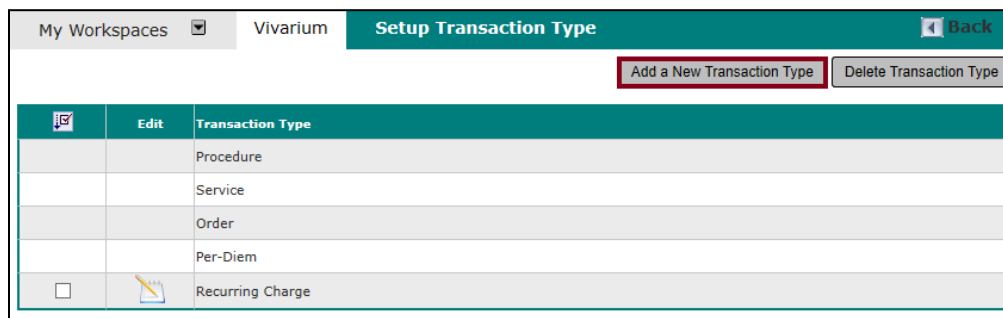 My Workspaces Vivarium Setup Transaction Type Back
Add a New Transaction Type Delete Transaction Type
Edit Transaction Type
Procedure
Service
Order
Per-Diem
Recurring Charge